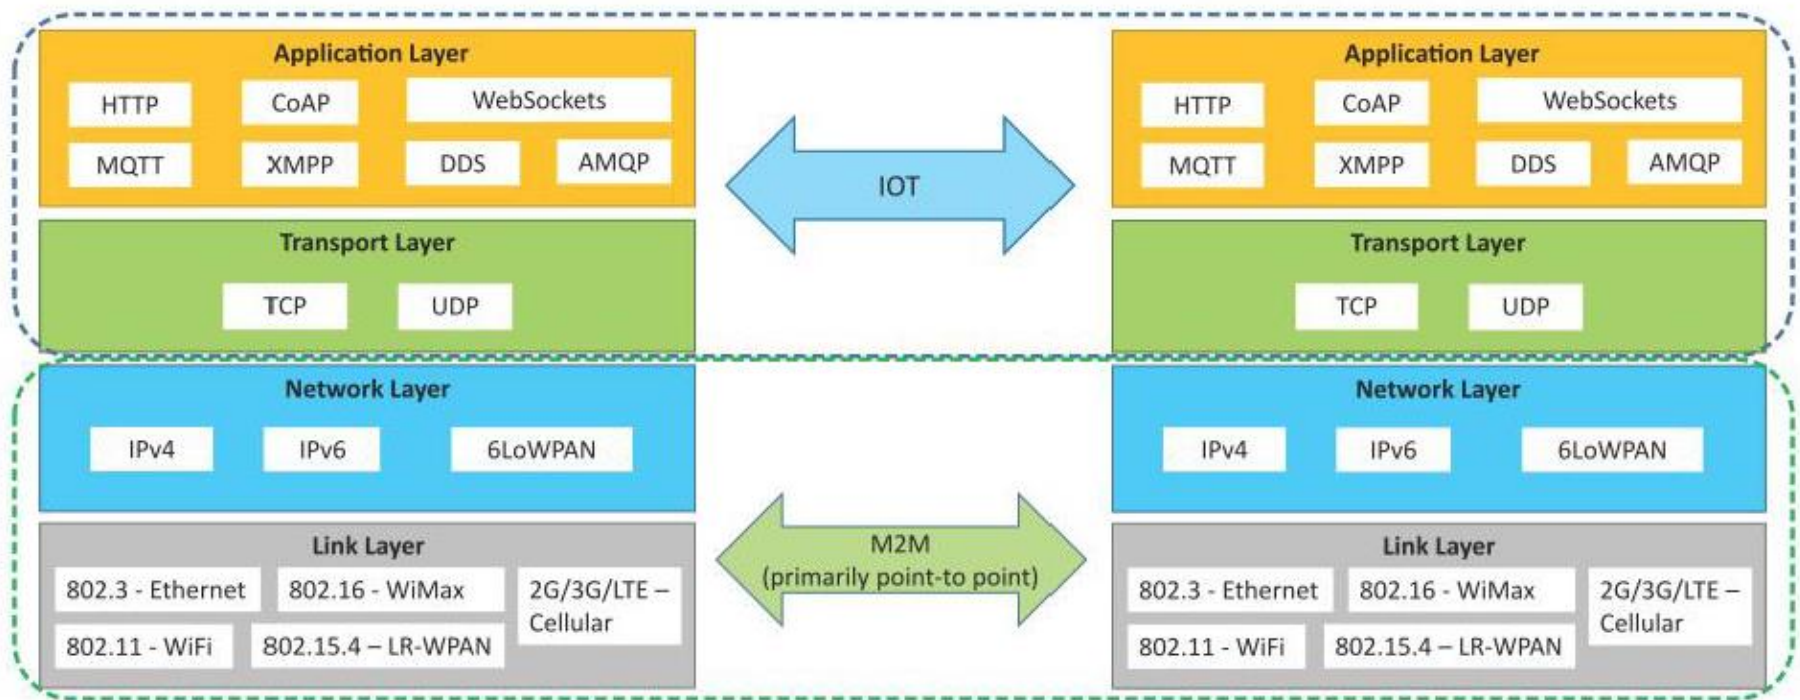 Application Layer
HTTP
CoAP
WebSockets
MQTT
XMPP
DDS
AMQP
Transport Layer
TCP
UDP
Network Layer
IPv4
IPv6
6LoWPAN
Link Layer
802.3 - Ethernet
802.16 - WiMax
2G/3G/LTE –
Cellular
802.11 - WiFi
802.15.4 – LR-WPAN
IOT
M2M
(primarily point-to point)
Application Layer
HTTP
CoAP
WebSockets
MQTT
XMPP
DDS
AMQP
Transport Layer
TCP
UDP
Network Layer
IPv4
IPv6
6LoWPAN
Link Layer
802.3 - Ethernet
802.16 - WiMax
2G/3G/LTE –
Cellular
802.11 - WiFi
802.15.4 – LR-WPAN